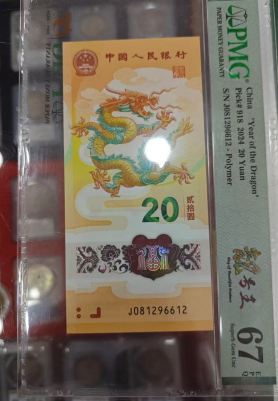 中国人民银行
20
贰拾圆
J081296612
PMG
PAPER MONEY GUARANTY
China "Year of the Dragon"
Pick# 918 2024 20 Yuan
S/N J081296612 - Polymer
67
EPQ
Superb Gem Unc